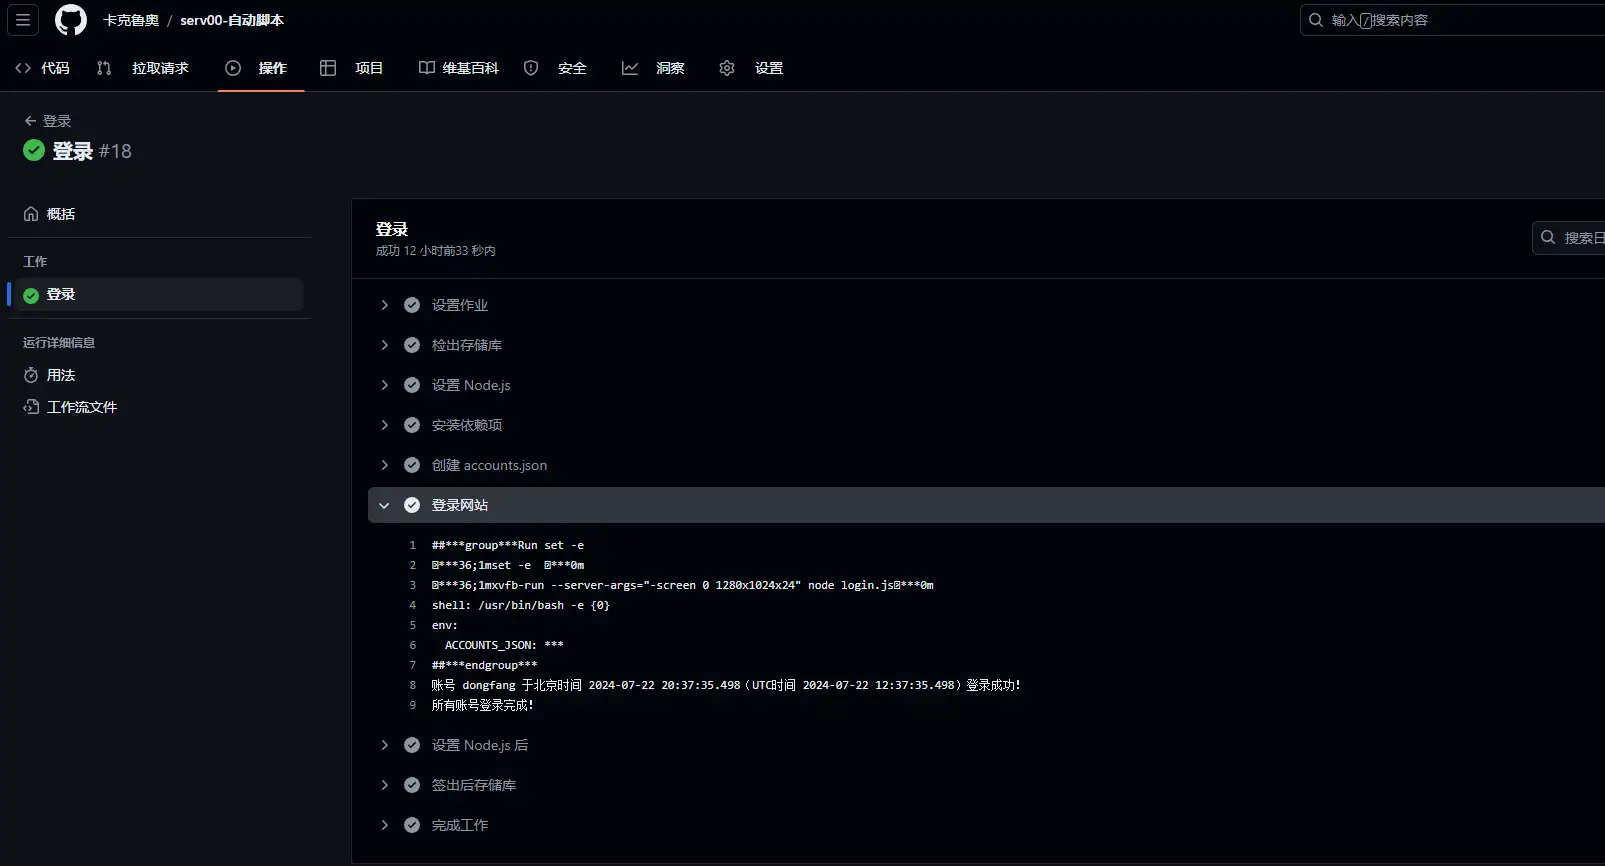 卡克鲁奥 / serv00-自动脚本
输入/搜索内容
代码 拉取请求 操作 项目 维基百科 安全 洞察 设置
登录
登录 #18
概括
工作
登录
运行详细信息
用法
工作流文件
登录
成功 12 小时前33 秒内
搜索日
设置作业
检出存储库
设置 Node.js
安装依赖项
创建 accounts.json
登录网站
1 ##***group***Run set -e
2 ***36;1mset -e ***0m
3 ***36;1mxvfb-run --server-args="-screen 0 1280x1024x24" node login.js***0m
4 shell: /usr/bin/bash -e {0}
5 env:
6 ACCOUNTS_JSON: ***
7 ##***endgroup***
8 账号 dongfang 于北京时间 2024-07-22 20:37:35.498（UTC时间 2024-07-22 12:37:35.498）登录成功！
9 所有账号登录完成！
设置 Node.js 后
签出后存储库
完成工作